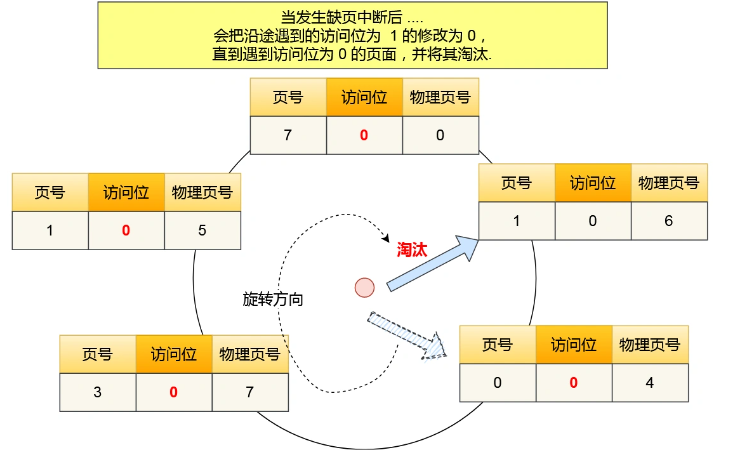 当发生缺页中断后 ....
会把沿途遇到的访问位为 1 的修改为 0，
直到遇到访问位为 0 的页面，并将其淘汰.
页号 访问位 物理页号
7 0 0
页号 访问位 物理页号
1 0 5
页号 访问位 物理页号
1 0 6
淘汰
旋转方向
页号 访问位 物理页号
3 0 7
页号 访问位 物理页号
0 0 4